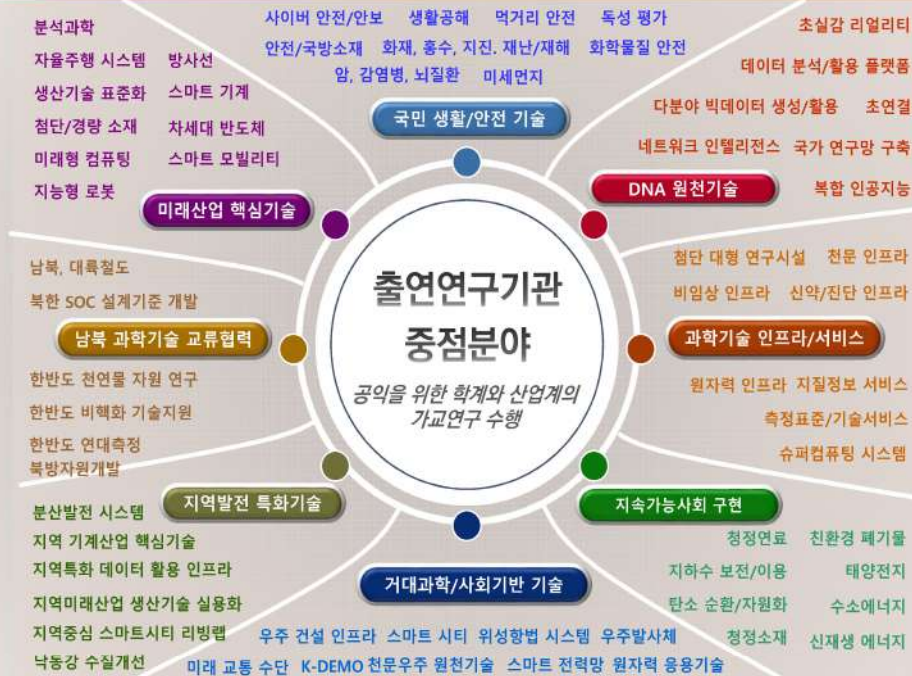 사이버 안전/안보 생활공해 먹거리 안전 독성 평가
안전/국방소재 화재, 홍수, 지진. 재난/재해 화학물질 안전
암, 감염병, 뇌질환 미세먼지
국민 생활/안전 기술
초실감 리얼리티
데이터 분석/활용 플랫폼
다분야 빅데이터 생성/활용 초연결
네트워크 인텔리전스 국가 연구망 구축
DNA 원천기술 복합 인공지능
첨단 대형 연구시설 천문 인프라
비임상 인프라 신약/진단 인프라
과학기술 인프라/서비스
원자력 인프라 지질정보 서비스
측정표준/기술서비스
슈퍼컴퓨팅 시스템
지속가능사회 구현
청정연료 친환경 폐기물
지하수 보전/이용 태양전지
탄소 순환/자원화 수소에너지
청정소재 신재생 에너지
거대과학/사회기반 기술
우주 건설 인프라 스마트 시티 위성항법 시스템 우주발사체
미래 교통 수단 K-DEMO 천문우주 원천기술 스마트 전력망 원자력 응용기술
지역발전 특화기술
분산발전 시스템
지역 기계산업 핵심기술
지역특화 데이터 활용 인프라
지역미래산업 생산기술 실용화
지역중심 스마트시티 리빙랩
낙동강 수질개선
남북, 대륙철도
북한 SOC 설계기준 개발
남북 과학기술 교류협력
한반도 천연물 자원 연구
한반도 비핵화 기술지원
한반도 연대측정
북방자원개발
분석과학
자율주행 시스템 방사선
생산기술 표준화 스마트 기계
첨단/경량 소재 차세대 반도체
미래형 컴퓨팅 스마트 모빌리티
지능형 로봇
미래산업 핵심기술
출연연구기관
중점분야
공익을 위한 학계와 산업계의
가교연구 수행